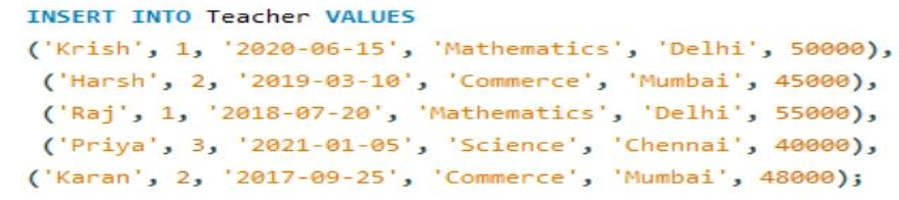 INSERT INTO Teacher VALUES
('Krish', 1, '2020-06-15', 'Mathematics', 'Delhi', 50000),
('Harsh', 2, '2019-03-10', 'Commerce', 'Mumbai', 45000),
('Raj', 1, '2018-07-20', 'Mathematics', 'Delhi', 55000),
('Priya', 3, '2021-01-05', 'Science', 'Chennai', 40000),
('Karan', 2, '2017-09-25', 'Commerce', 'Mumbai', 48000);